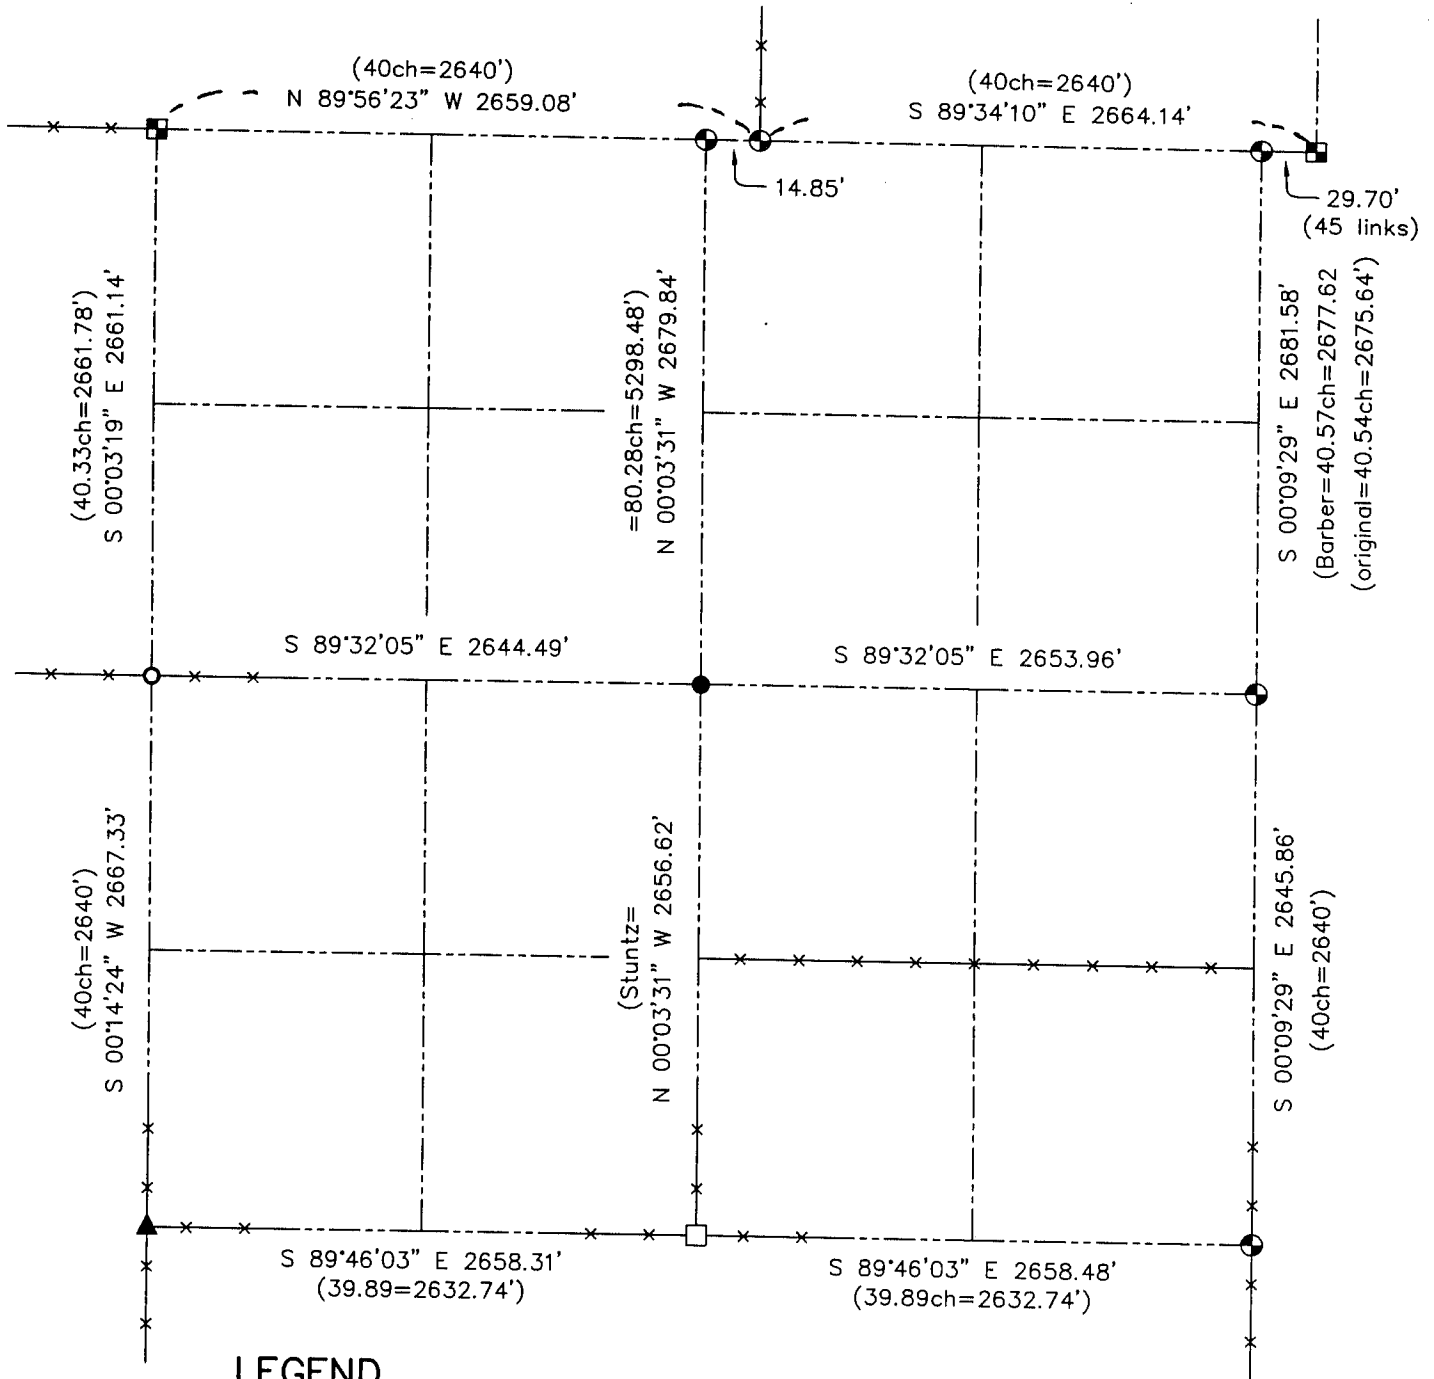 (40ch=2640')
N 89°56'23" W 2659.08'
(40ch=2640')
S 89°34'10" E 2664.14'
14.85'
29.70'
(45 links)
(40.33ch=2661.78')
S 00°03'19" E 2661.14'
=80.28ch=5298.48')
N 00°03'31" W 2679.84'
S 00°09'29" E 2681.58'
(Barber=40.57ch=2677.62
(original=40.54ch=2675.64')
S 89°32'05" E 2644.49'
S 89°32'05" E 2653.96'
(40ch=2640')
S 00°14'24" W 2667.33'
(Stuntz=
N 00°03'31" W 2656.62'
S 00°09'29" E 2645.86'
(40ch=2640')
S 89°46'03" E 2658.31'
(39.89=2632.74')
S 89°46'03" E 2658.48'
(39.89ch=2632.74')
LEGEND